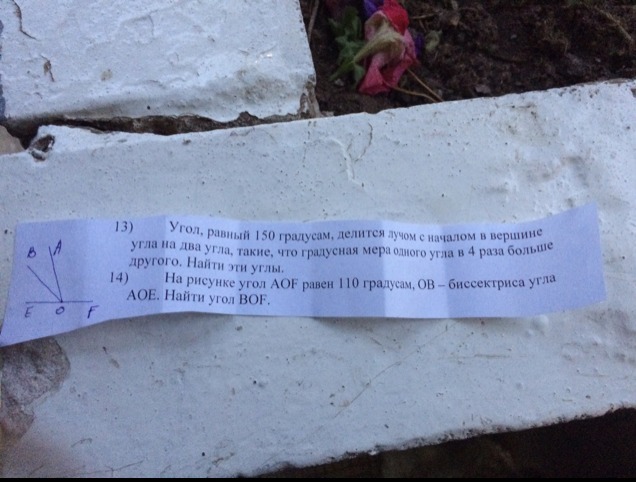 13) Угол, равный 150 градусам, делится лучом с началом в вершине
угла на два угла, такие, что градусная мера одного угла в 4 раза больше
другого. Найти эти углы.
14) На рисунке угол AOF равен 110 градусам, OB – биссектриса угла
AOE. Найти угол BOF.
B A
E O F